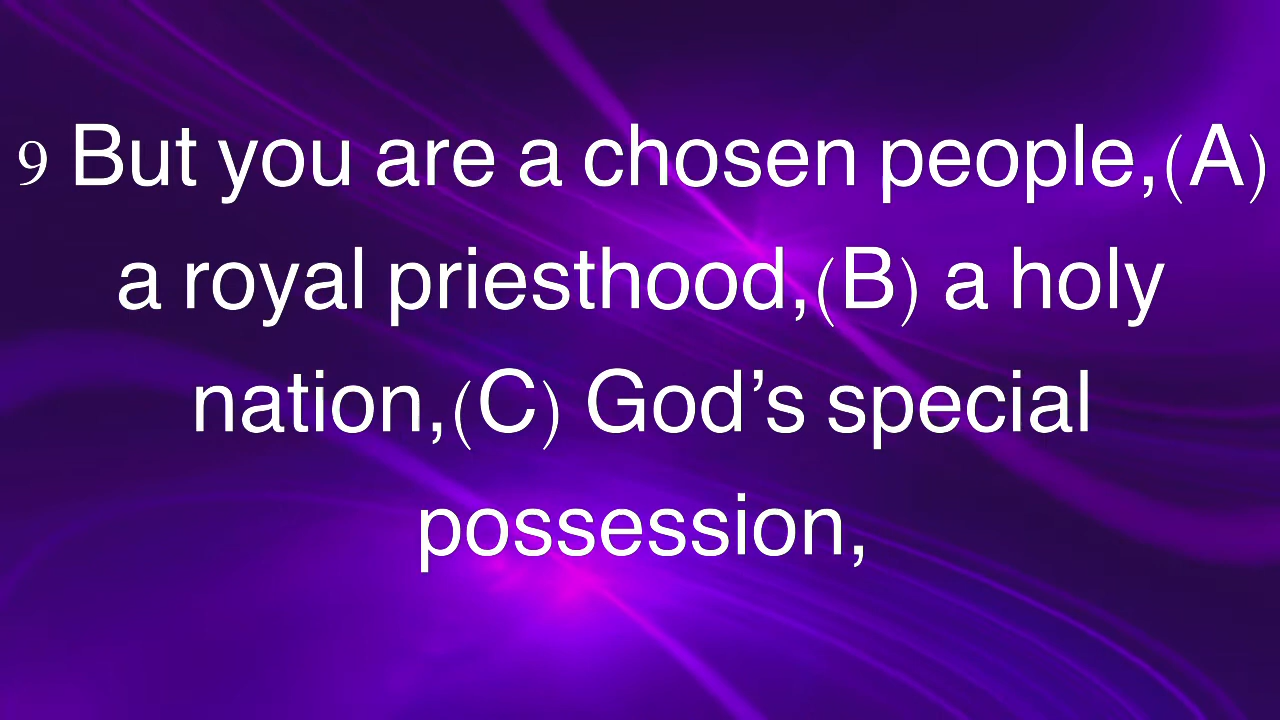 9 But you are a chosen people,(A)
a royal priesthood,(B) a holy
nation,(C) God’s special
possession,